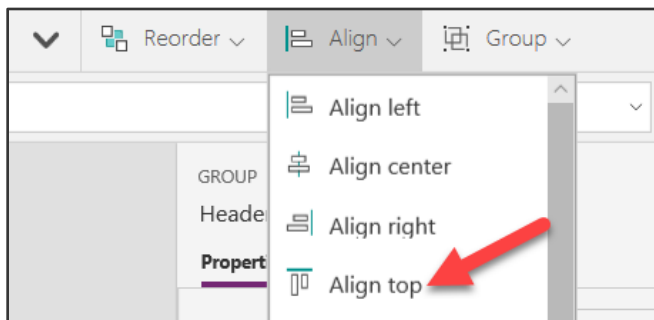 Reorder Align Group
Align left
Align center
GROUP
Heade
Align right
Propert
Align top